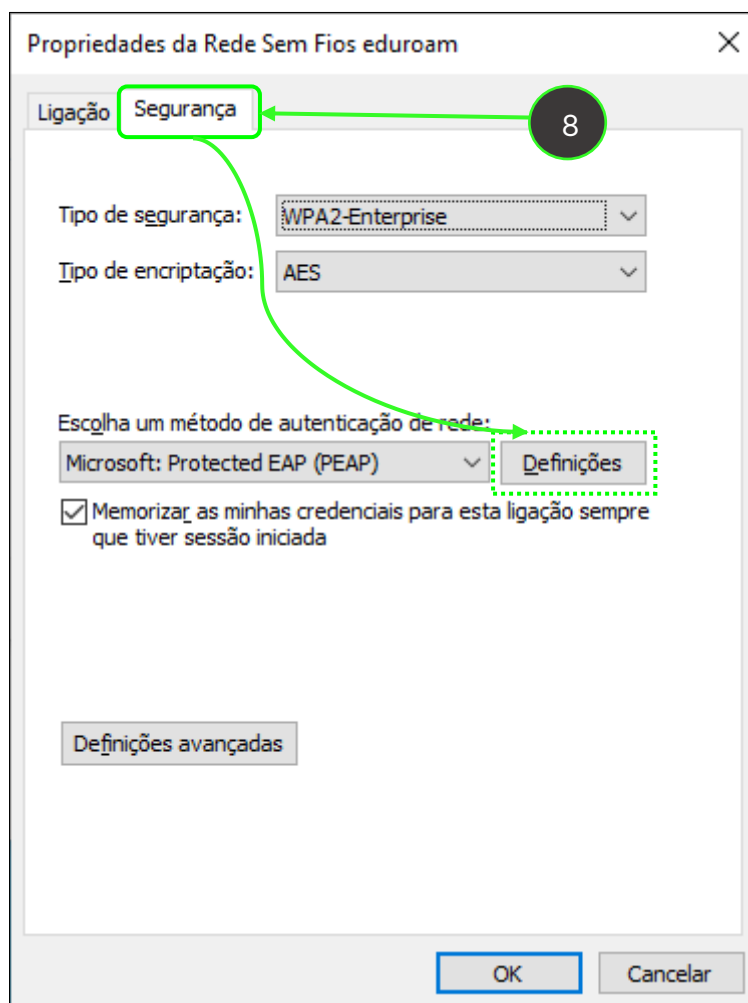 Propriedades da Rede Sem Fios eduroam
Ligação Segurança
8
Tipo de segurança: WPA2-Enterprise
Tipo de encriptação: AES
Escolha um método de autenticação de rede:
Microsoft: Protected EAP (PEAP) Definições
Memorizar as minhas credenciais para esta ligação sempre
que tiver sessão iniciada
Definições avançadas
OK Cancelar